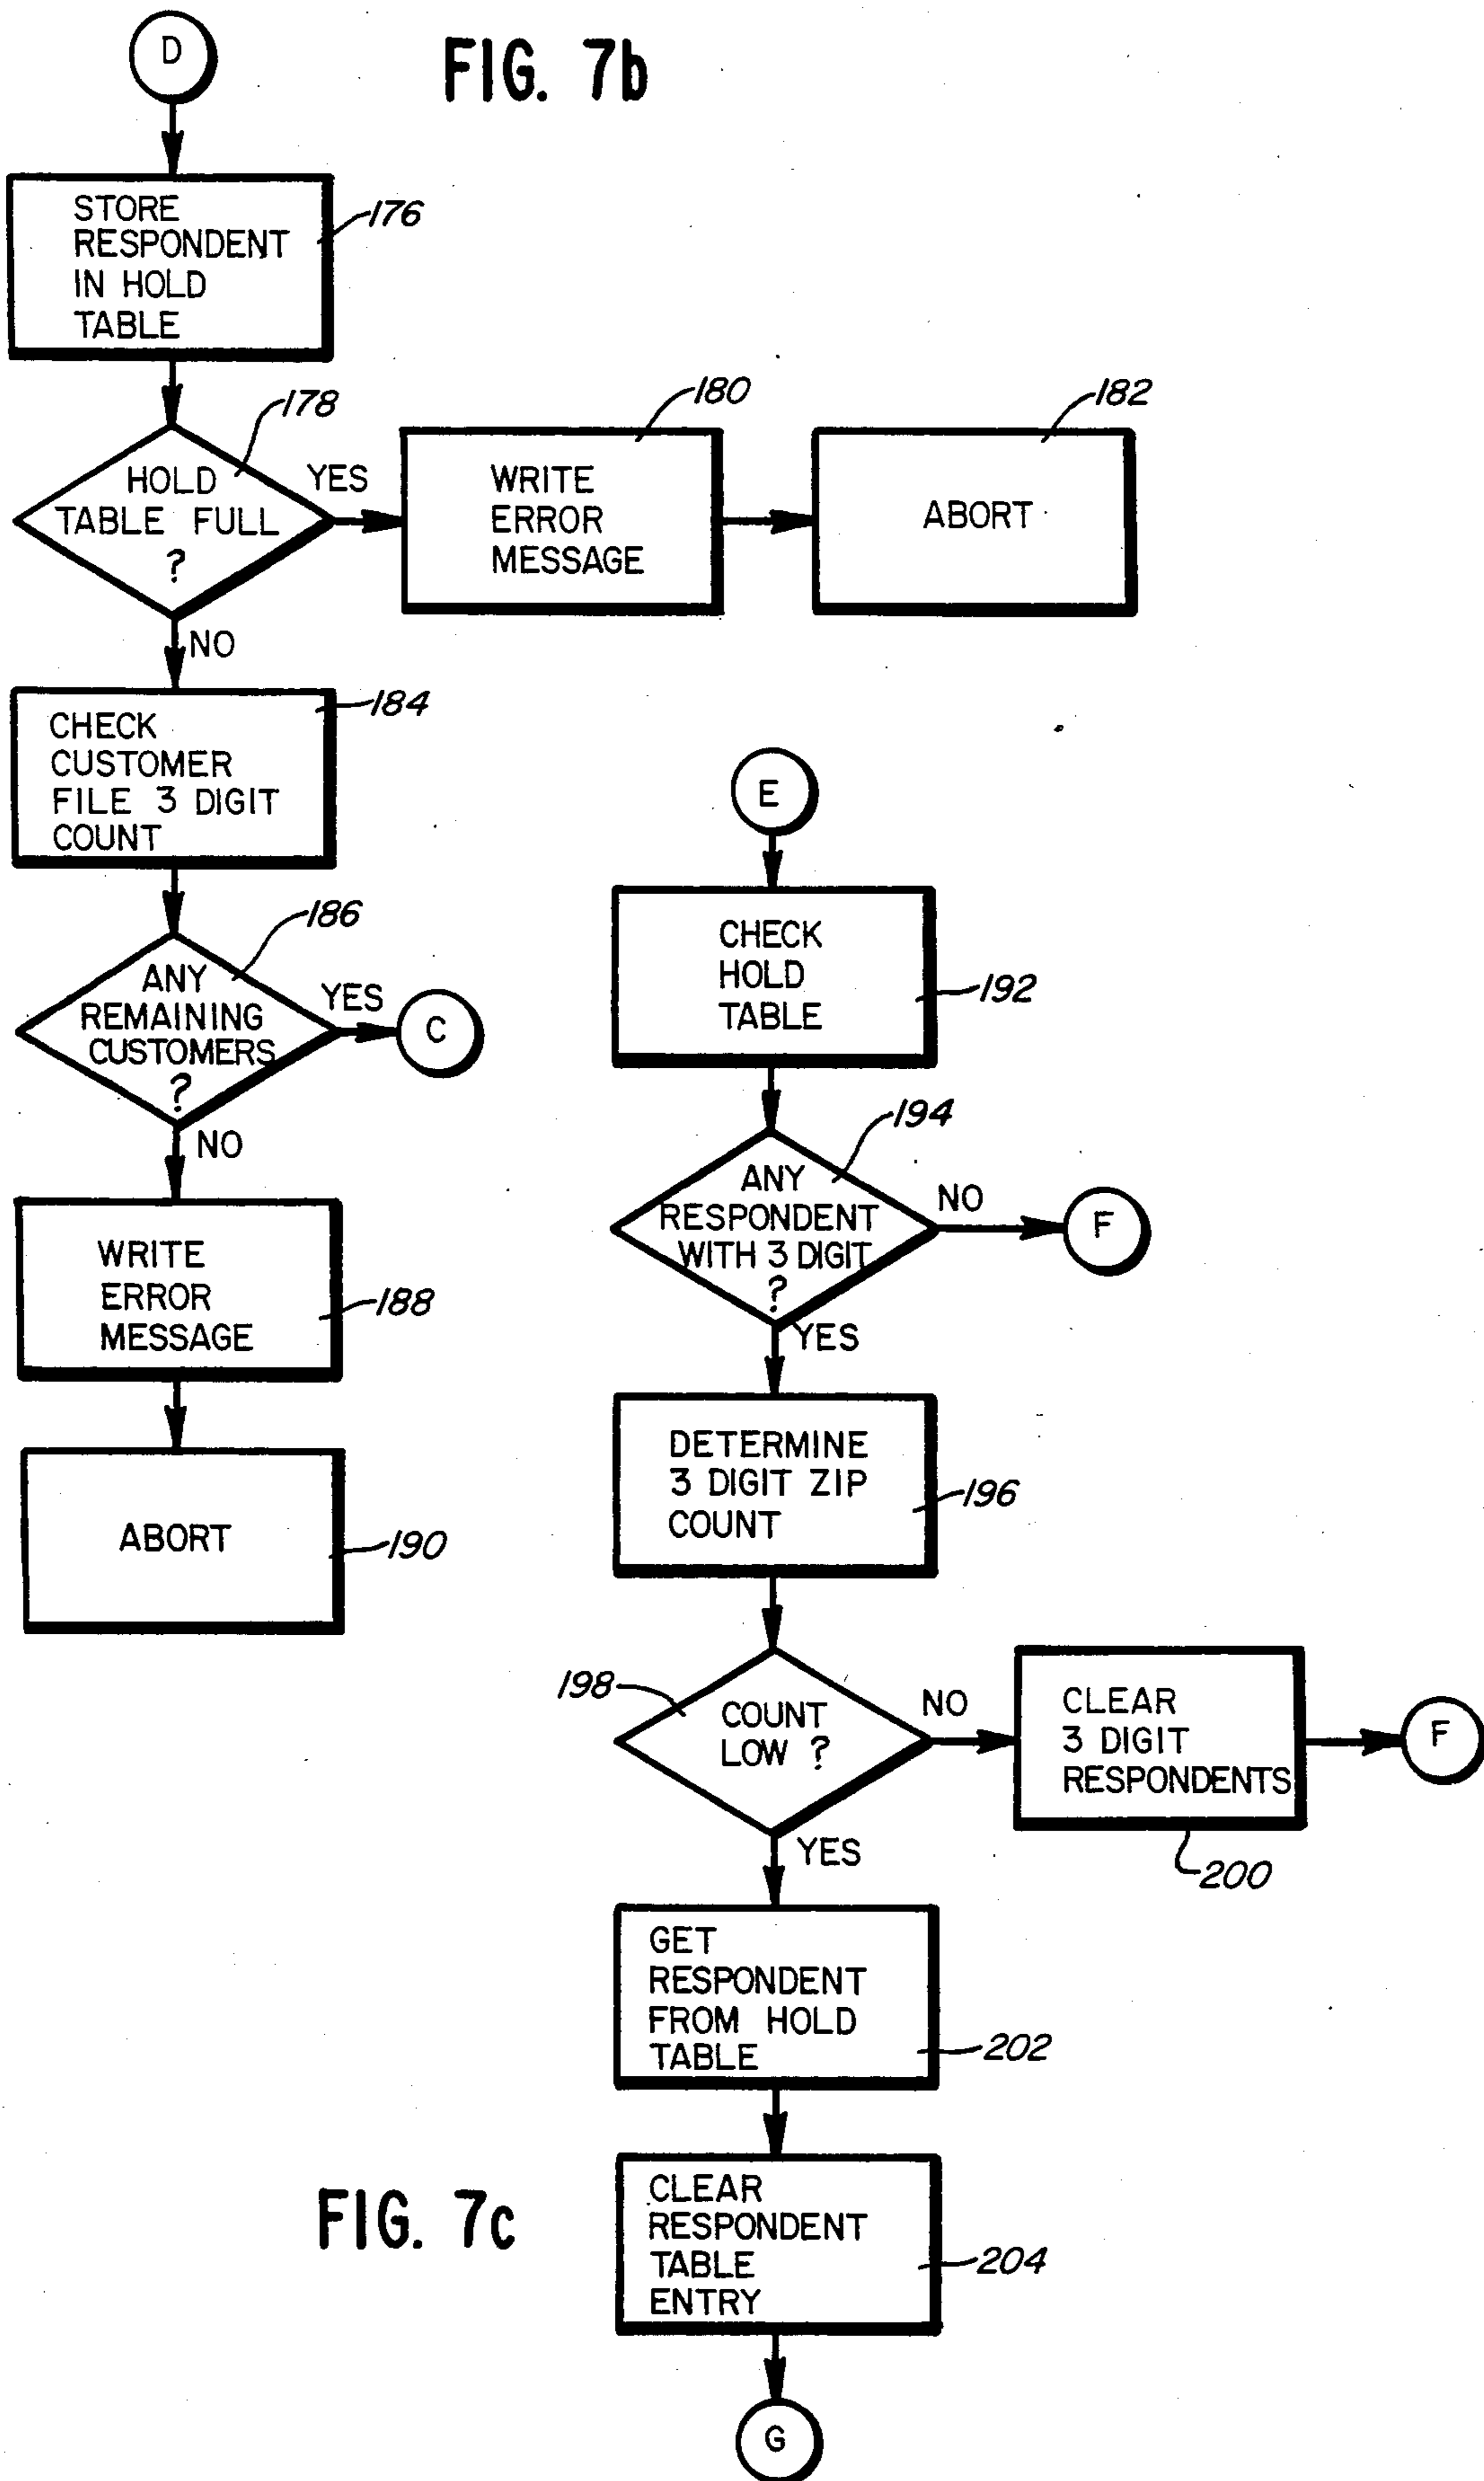 D
FIG. 7b
STORE
RESPONDENT
IN HOLD
TABLE
176
178
HOLD
TABLE FULL
?
YES
180
WRITE
ERROR
MESSAGE
182
ABORT
NO
184
CHECK
CUSTOMER
FILE 3 DIGIT
COUNT
186
ANY
REMAINING
CUSTOMERS
?
YES
C
NO
WRITE
ERROR
MESSAGE
188
ABORT
190
E
CHECK
HOLD
TABLE
192
194
ANY
RESPONDENT
WITH 3 DIGIT
?
NO
F
YES
DETERMINE
3 DIGIT ZIP
COUNT
196
198
COUNT
LOW ?
NO
CLEAR
3 DIGIT
RESPONDENTS
200
F
YES
GET
RESPONDENT
FROM HOLD
TABLE
202
CLEAR
RESPONDENT
TABLE
ENTRY
204
FIG. 7c
G